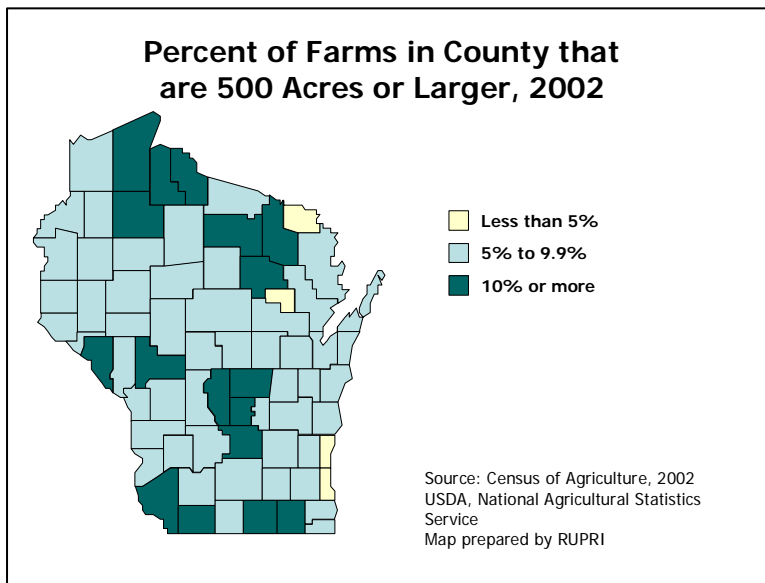 Percent of Farms in County that
are 500 Acres or Larger, 2002
Less than 5%
5% to 9.9%
10% or more
Source: Census of Agriculture, 2002
USDA, National Agricultural Statistics
Service
Map prepared by RUPRI